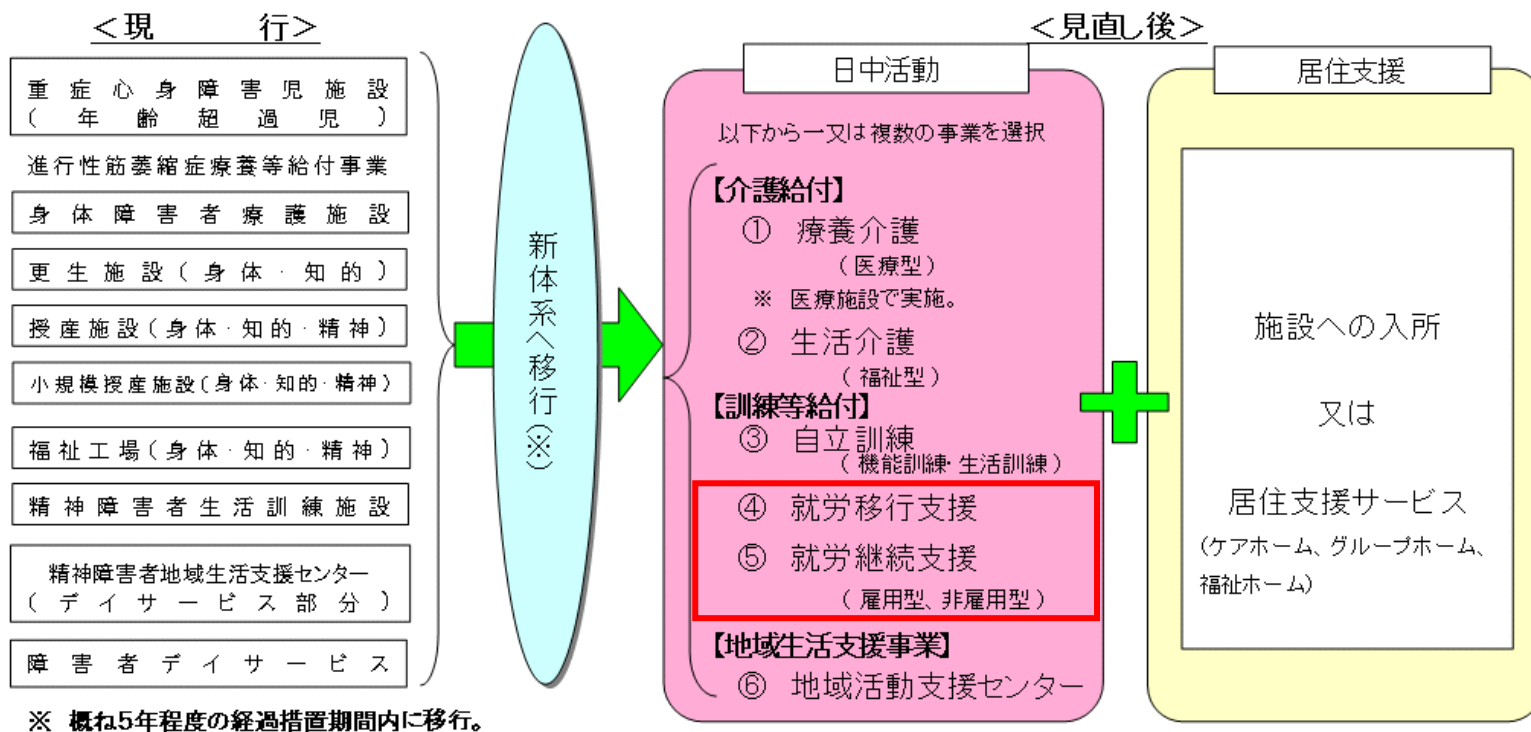 ＜現　　　行＞
重症心身障害児施設
（年齢超過児）
進行性筋萎縮症療養等給付事業
身体障害者療護施設
更生施設（身体・知的）
授産施設（身体・知的・精神）
小規模授産施設（身体・知的・精神）
福祉工場（身体・知的・精神）
精神障害者生活訓練施設
精神障害者地域生活支援センター
（デイサービス部分）
障害者デイサービス
※ 概ね5年程度の経過措置期間内に移行。
新体系へ移行（※）
＜見直し後＞
日中活動
以下から一又は複数の事業を選択
【介護給付】
① 療養介護
（医療型）
※ 医療施設で実施。
② 生活介護
（福祉型）
【訓練等給付】
③ 自立訓練
（機能訓練・生活訓練）
④ 就労移行支援
⑤ 就労継続支援
（雇用型、非雇用型）
【地域生活支援事業】
⑥ 地域活動支援センター
居住支援
施設への入所
又は
居住支援サービス
（ケアホーム、グループホーム、
福祉ホーム）